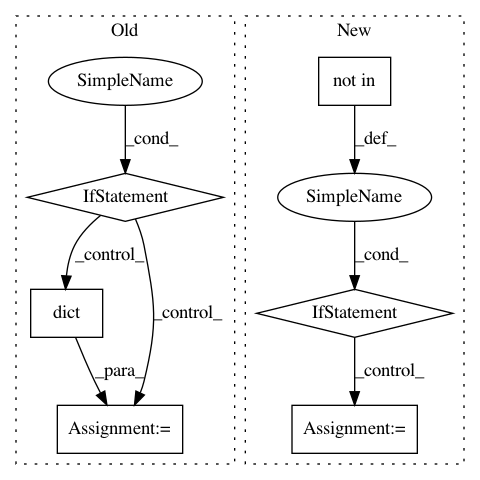 Old
SimpleName
_cond_
IfStatement
_control_
dict
_control_
_para_
Assignment:=
New
not in
_def_
SimpleName
_cond_
IfStatement
_control_
Assignment:=